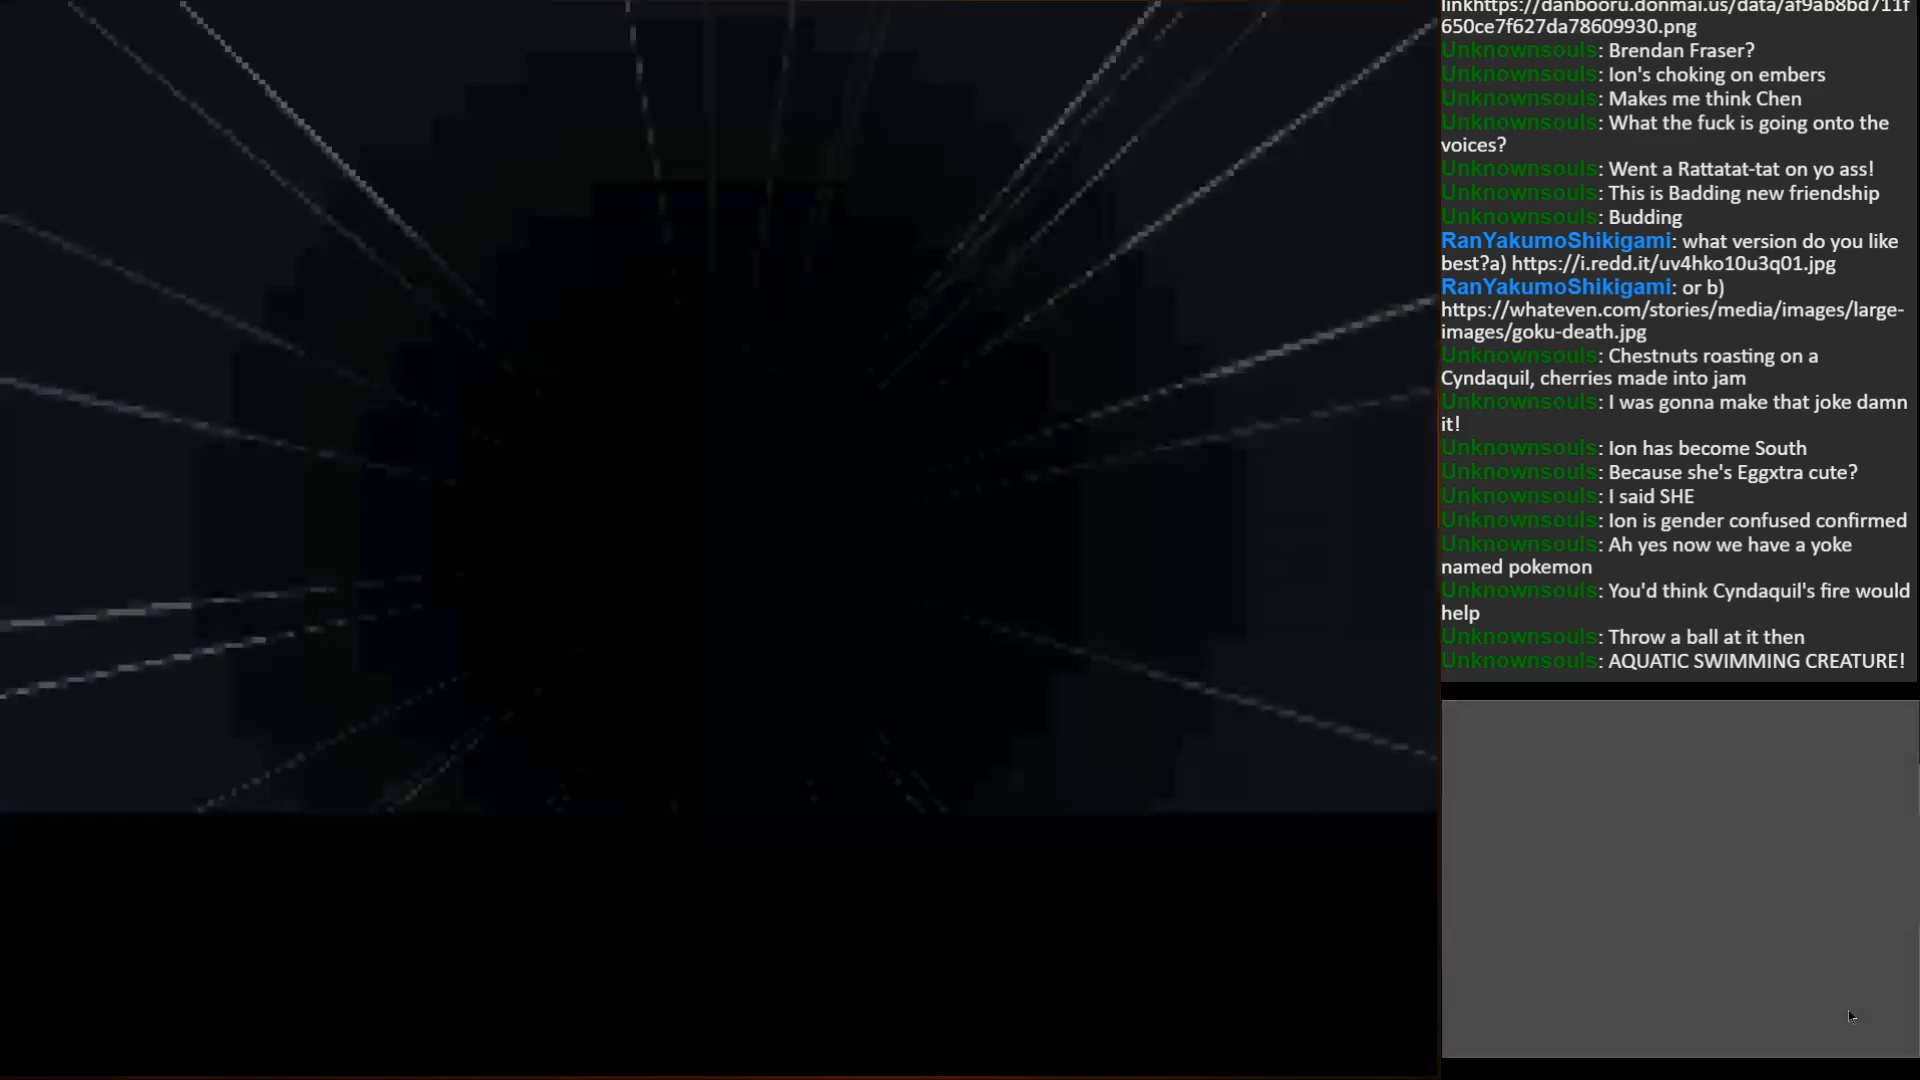 linkhttps://danbooru.donmai.us/data/af9ab8bd711f
650ce7f627da78609930.png
Unknownsouls: Brendan Fraser?
Unknownsouls: Ion's choking on embers
Unknownsouls: Makes me think Chen
Unknownsouls: What the fuck is going onto the
voices?
Unknownsouls: Went a Rattatat-tat on yo ass!
Unknownsouls: This is Badding new friendship
Unknownsouls: Budding
RanYakumoShikigami: what version do you like
best?a) https://i.redd.it/uv4hko10u3q01.jpg
RanYakumoShikigami: or b)
https://whateven.com/stories/media/images/large-
images/goku-death.jpg
Unknownsouls: Chestnuts roasting on a
Cyndaquil, cherries made into jam
Unknownsouls: I was gonna make that joke damn
it!
Unknownsouls: Ion has become South
Unknownsouls: Because she's Eggxtra cute?
Unknownsouls: I said SHE
Unknownsouls: Ion is gender confused confirmed
Unknownsouls: Ah yes now we have a yoke
named pokemon
Unknownsouls: You'd think Cyndaquil's fire would
help
Unknownsouls: Throw a ball at it then
Unknownsouls: AQUATIC SWIMMING CREATURE!